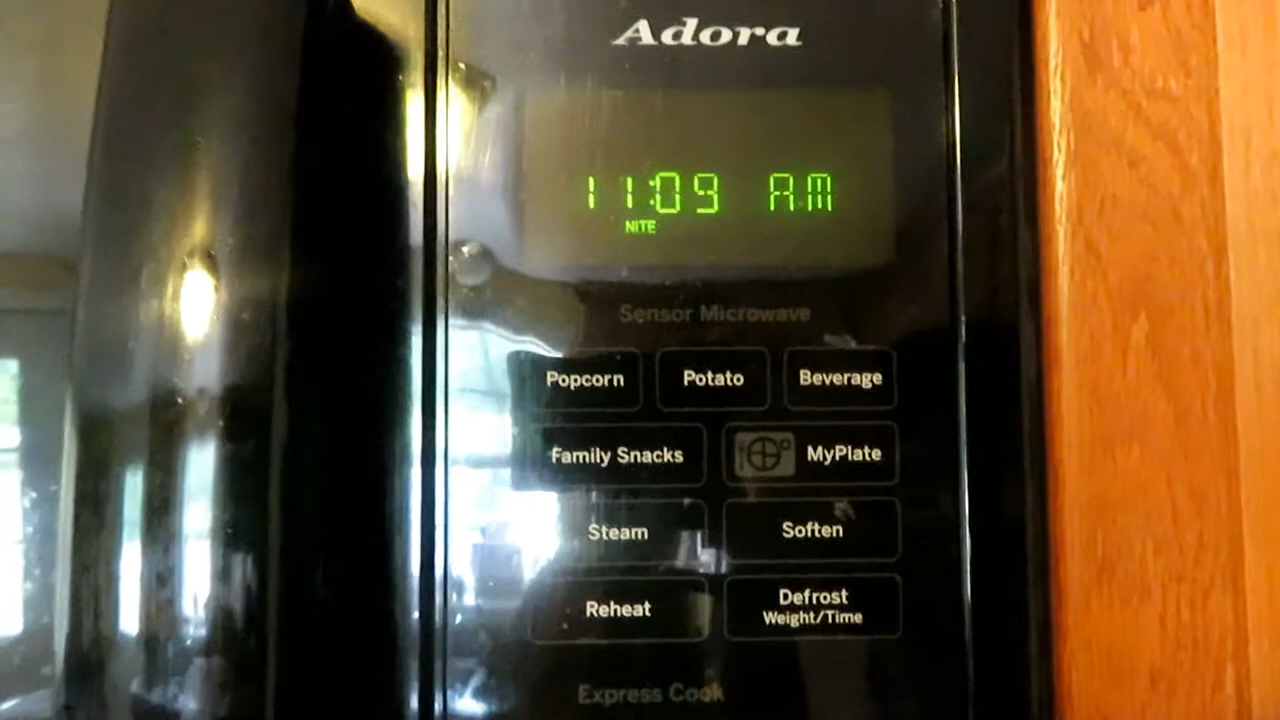 Adora
11:09 AM
NITE
Sensor Microwave
Popcorn Potato Beverage
Family Snacks MyPlate
Steam Soften
Reheat Defrost
Weight/Time
Express Cook